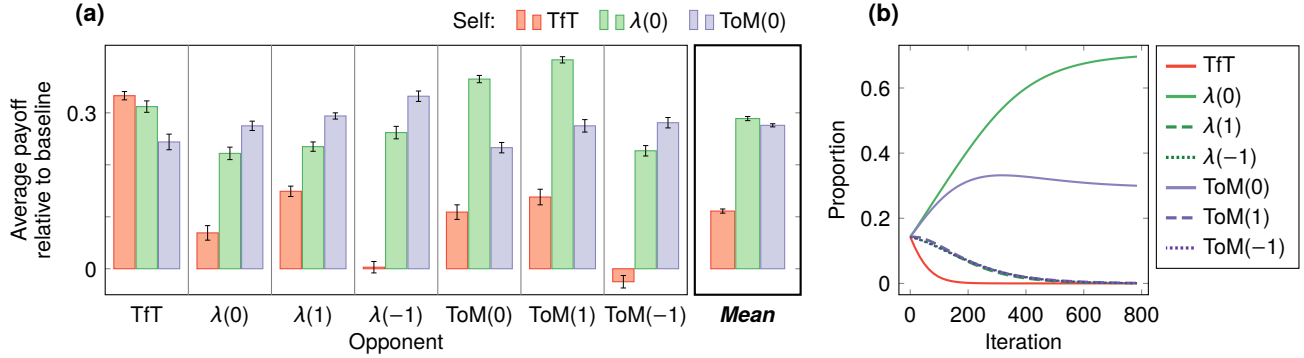 (a)
Self: TfT λ(0) ToM(0)
Average payoff
relative to baseline
0.3
0
TfT λ(0) λ(1) λ(−1) ToM(0) ToM(1) ToM(−1) Mean
Opponent
(b)
Proportion
0.6
0.4
0.2
0
0 200 400 600 800
Iteration
TfT
λ(0)
λ(1)
λ(−1)
ToM(0)
ToM(1)
ToM(−1)